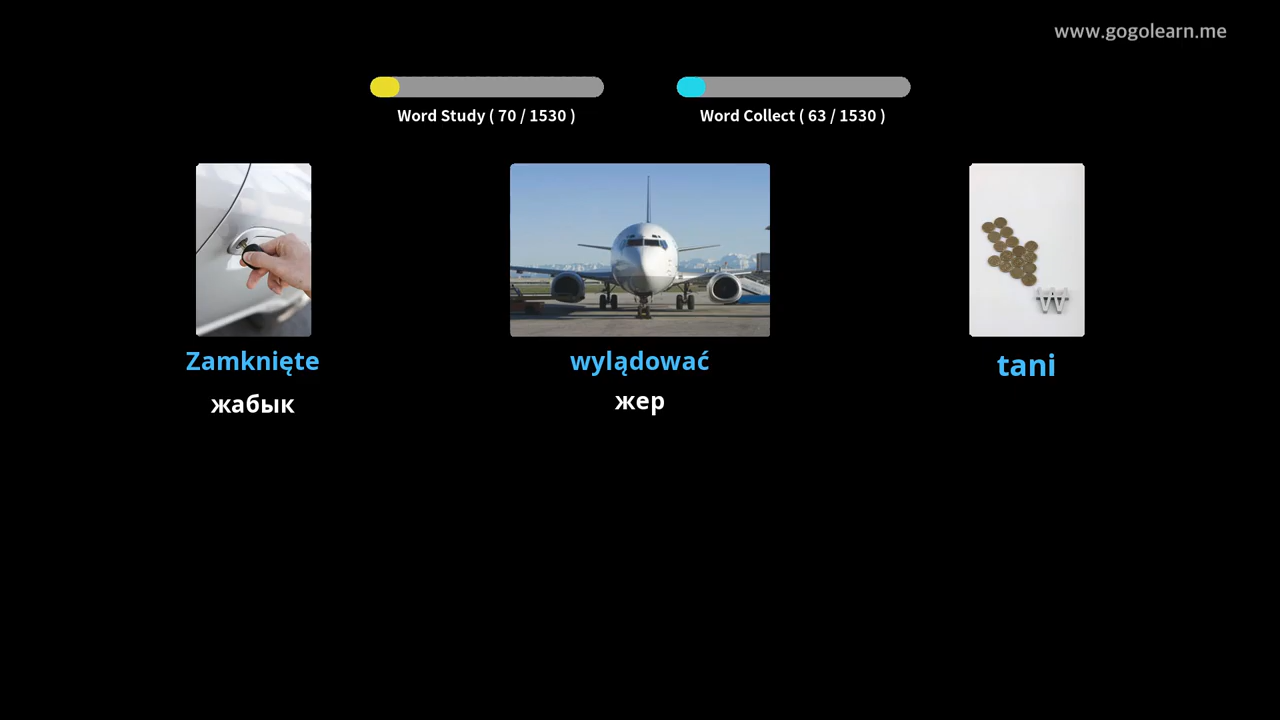 www.gogolearn.me
Word Study ( 70 / 1530 )
Word Collect ( 63 / 1530 )
Zamknięte
жабык
wylądować
жер
tani